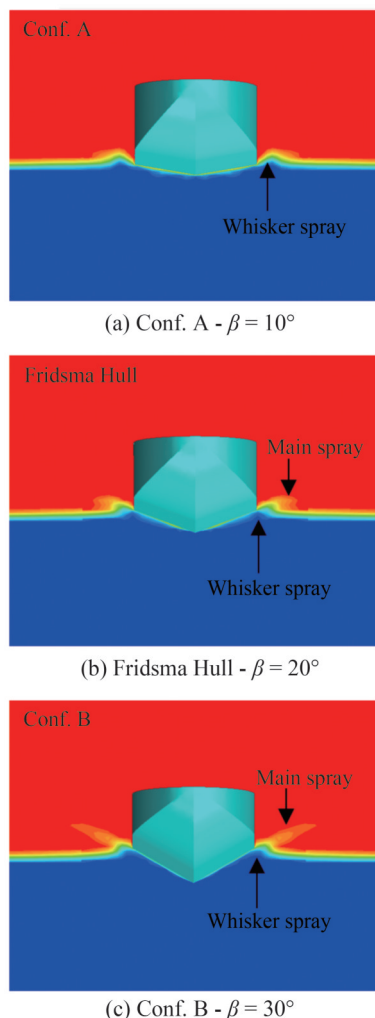 Conf. A
Whisker spray
(a) Conf. A - β = 10°
Fridsma Hull
Main spray
Whisker spray
(b) Fridsma Hull - β = 20°
Conf. B
Main spray
Whisker spray
(c) Conf. B - β = 30°